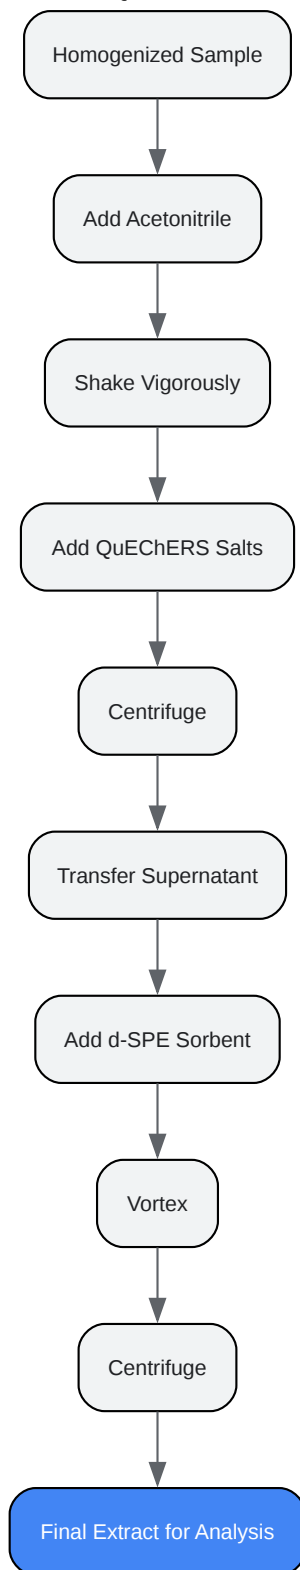 Homogenized Sample
Add Acetonitrile
Shake Vigorously
Add QuEChERS Salts
Centrifuge
Transfer Supernatant
Add d-SPE Sorbent
Vortex
Centrifuge
Final Extract for Analysis